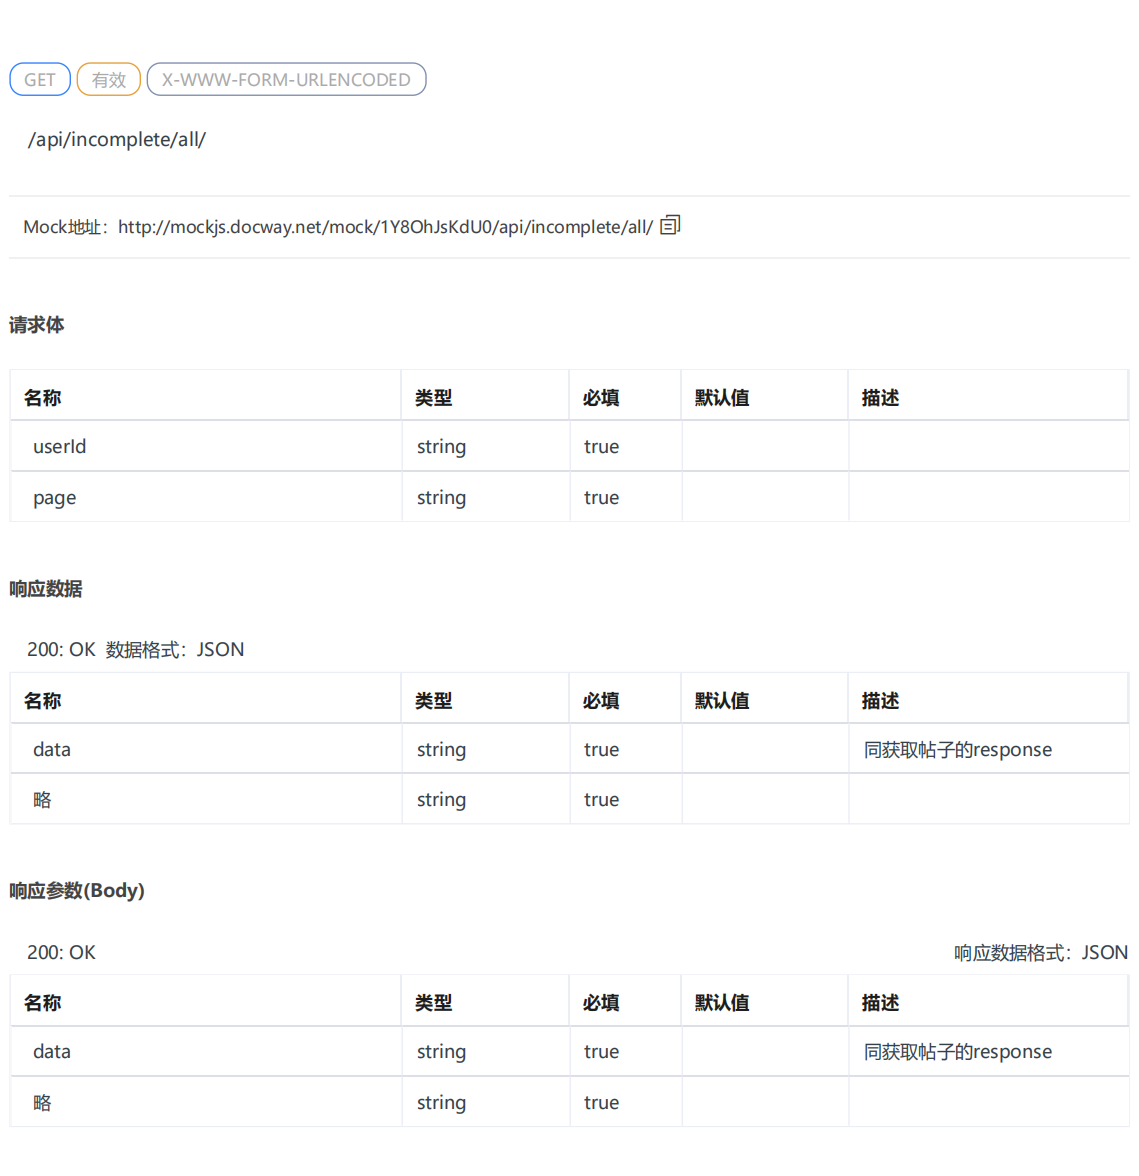 GET 有效 X-WWW-FORM-URLENCODED
/api/incomplete/all/
Mock地址：http://mockjs.docway.net/mock/1Y8OhJsKdU0/api/incomplete/all/
请求体
名称 类型 必填 默认值 描述
userId string true
page string true
响应数据
200: OK 数据格式：JSON
名称 类型 必填 默认值 描述
data string true 同获取帖子的response
略 string true
响应参数(Body)
200: OK 响应数据格式：JSON
名称 类型 必填 默认值 描述
data string true 同获取帖子的response
略 string true